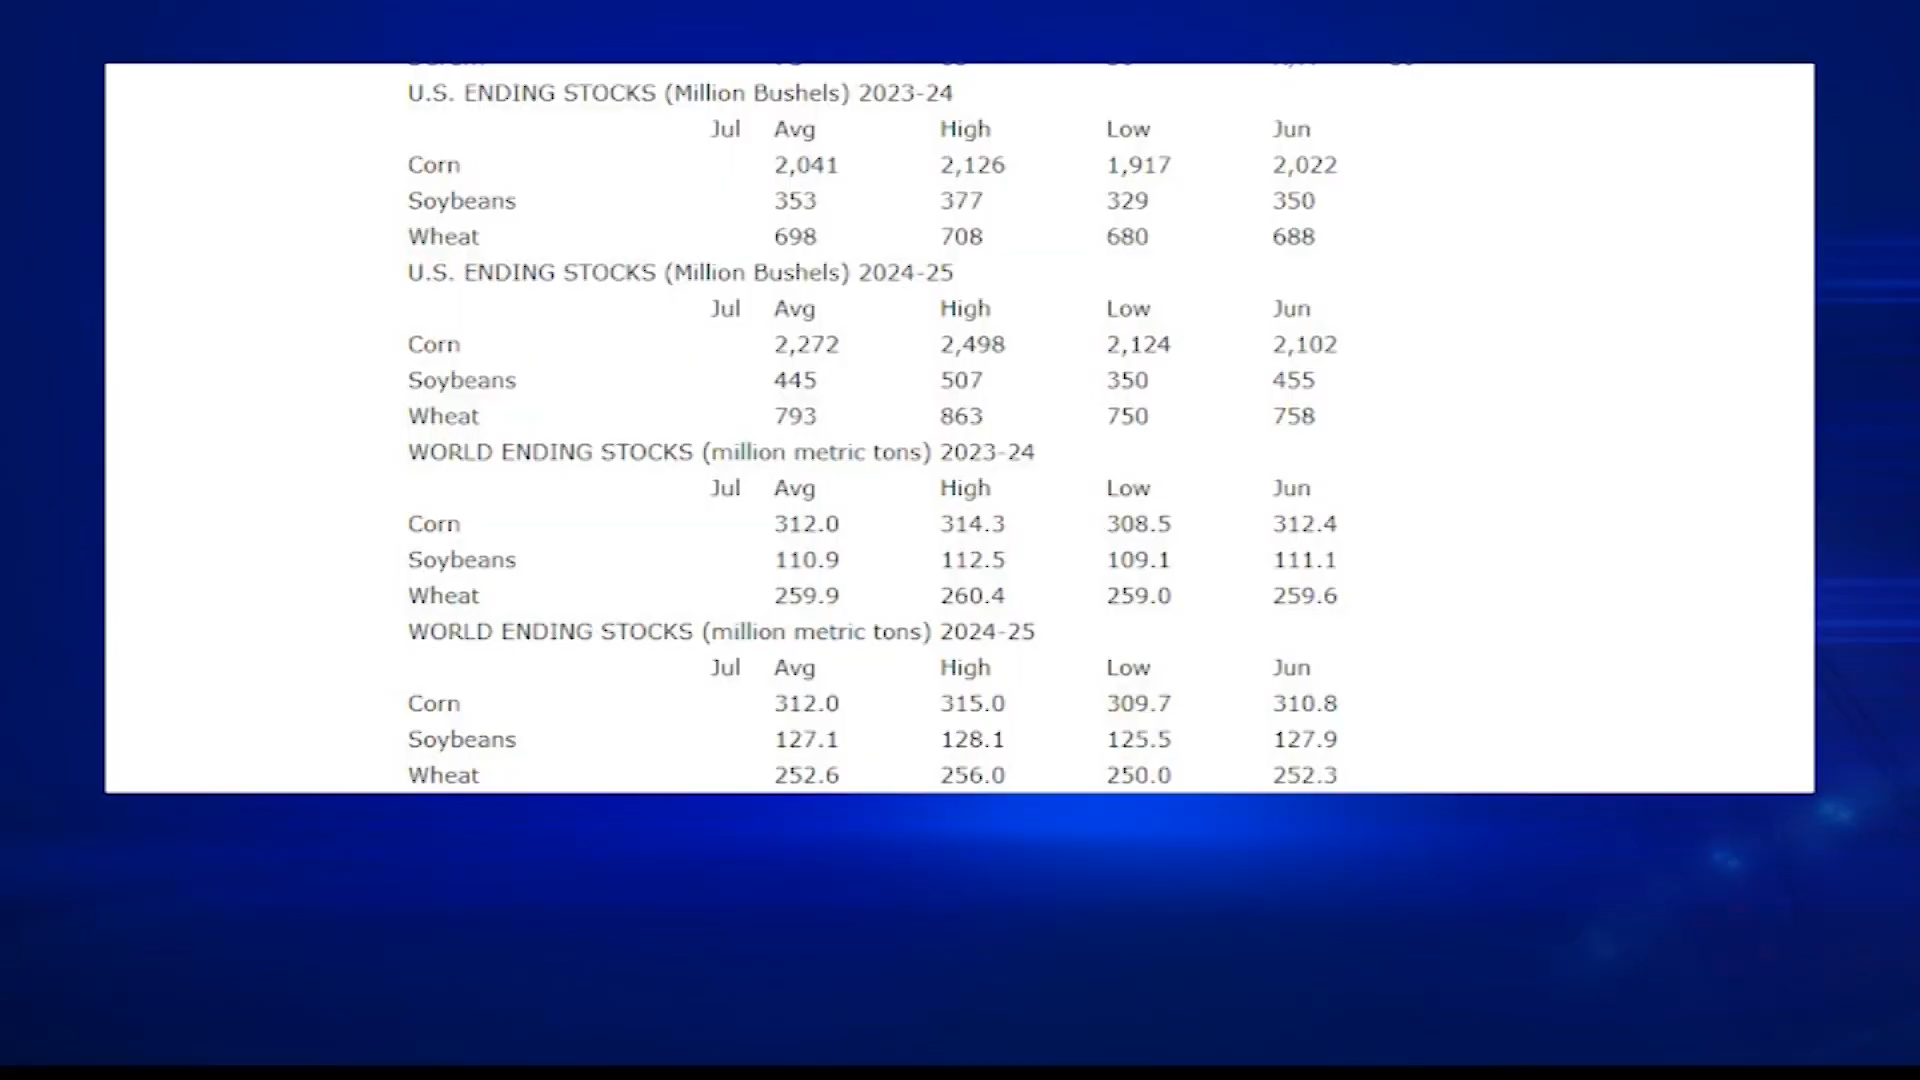 U.S. ENDING STOCKS (Million Bushels) 2023-24
Jul Avg High Low Jun
Corn 2,041 2,126 1,917 2,022
Soybeans 353 377 329 350
Wheat 698 708 680 688
U.S. ENDING STOCKS (Million Bushels) 2024-25
Jul Avg High Low Jun
Corn 2,272 2,498 2,124 2,102
Soybeans 445 507 350 455
Wheat 793 863 750 758
WORLD ENDING STOCKS (million metric tons) 2023-24
Jul Avg High Low Jun
Corn 312.0 314.3 308.5 312.4
Soybeans 110.9 112.5 109.1 111.1
Wheat 259.9 260.4 259.0 259.6
WORLD ENDING STOCKS (million metric tons) 2024-25
Jul Avg High Low Jun
Corn 312.0 315.0 309.7 310.8
Soybeans 127.1 128.1 125.5 127.9
Wheat 252.6 256.0 250.0 252.3